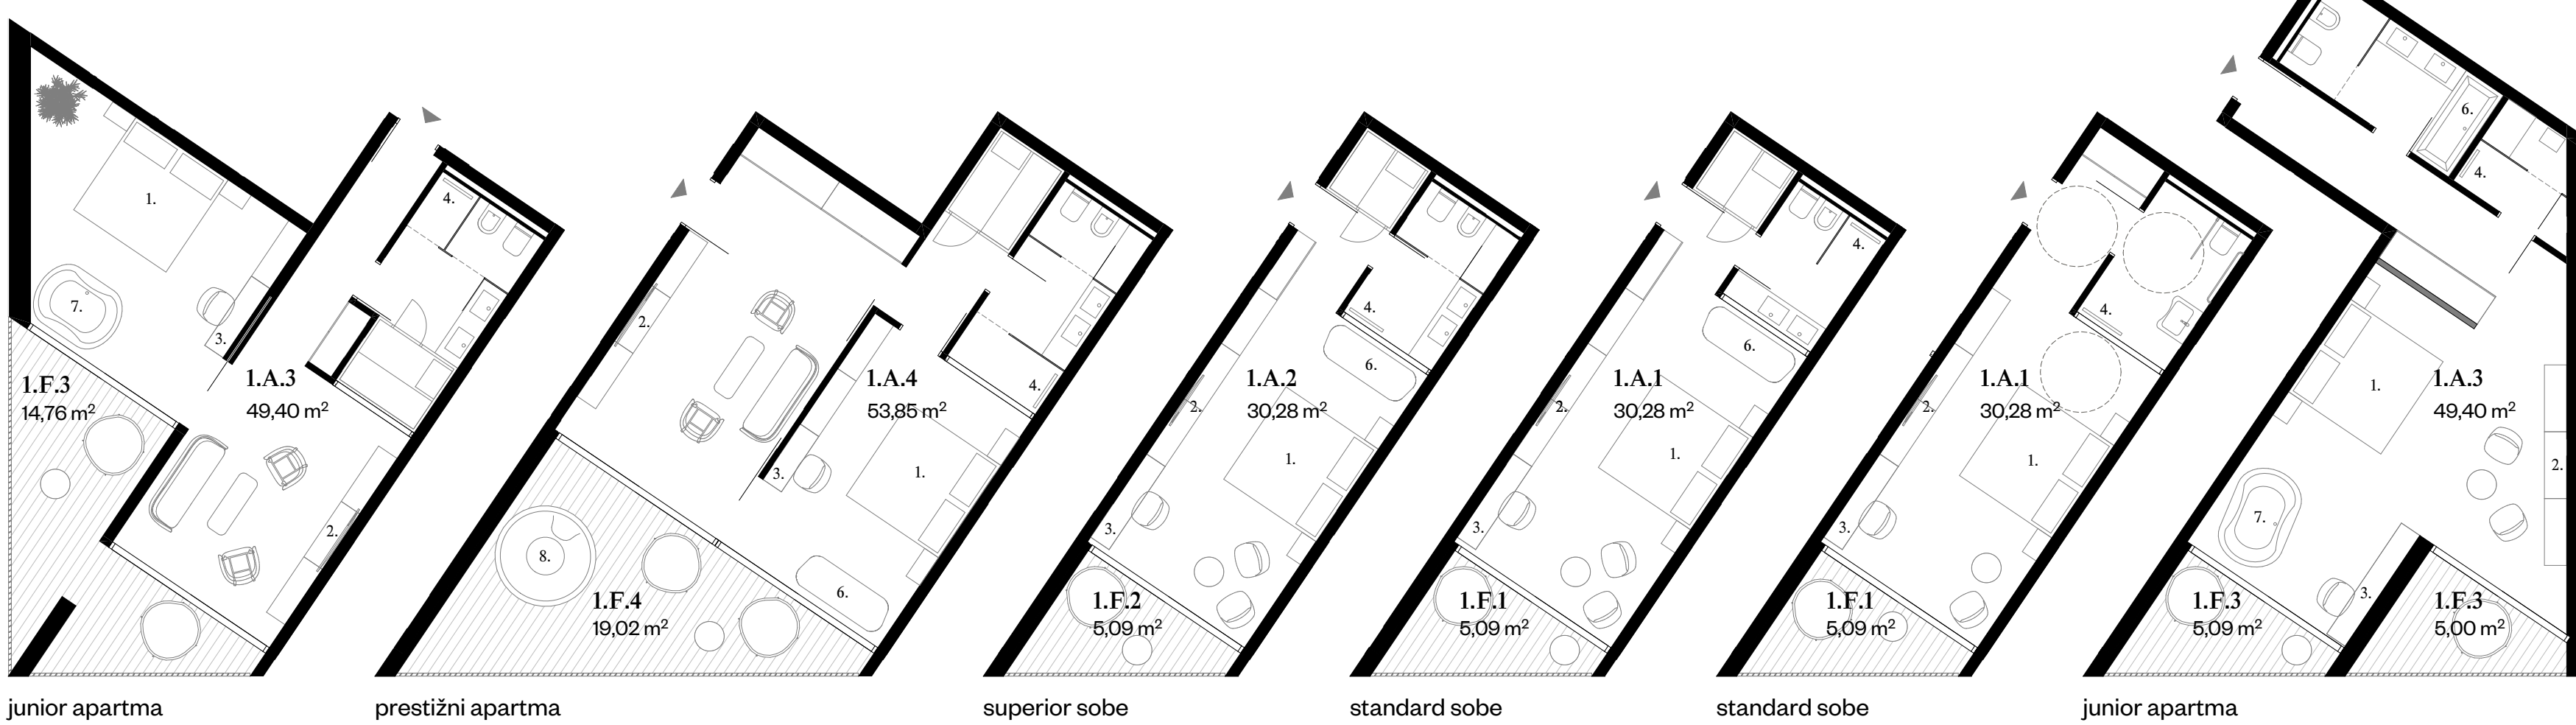 1.
7.
3.
4.
1.F.3
14,76 m²
1.A.3
49,40 m²
2.
junior apartma
2.
3.
1.A.4
53,85 m²
4.
1.
6.
8.
1.F.4
19,02 m²
prestižni apartma
4.
6.
1.A.2
30,28 m²
2.
1.
3.
1.F.2
5,09 m²
superior sobe
4.
6.
1.A.1
30,28 m²
2.
1.
3.
1.F.1
5,09 m²
standard sobe
4.
1.A.1
30,28 m²
2.
1.
3.
1.F.1
5,09 m²
standard sobe
6.
4.
1.
1.A.3
49,40 m²
2.
7.
3.
1.F.3
5,09 m²
1.F.3
5,00 m²
junior apartma